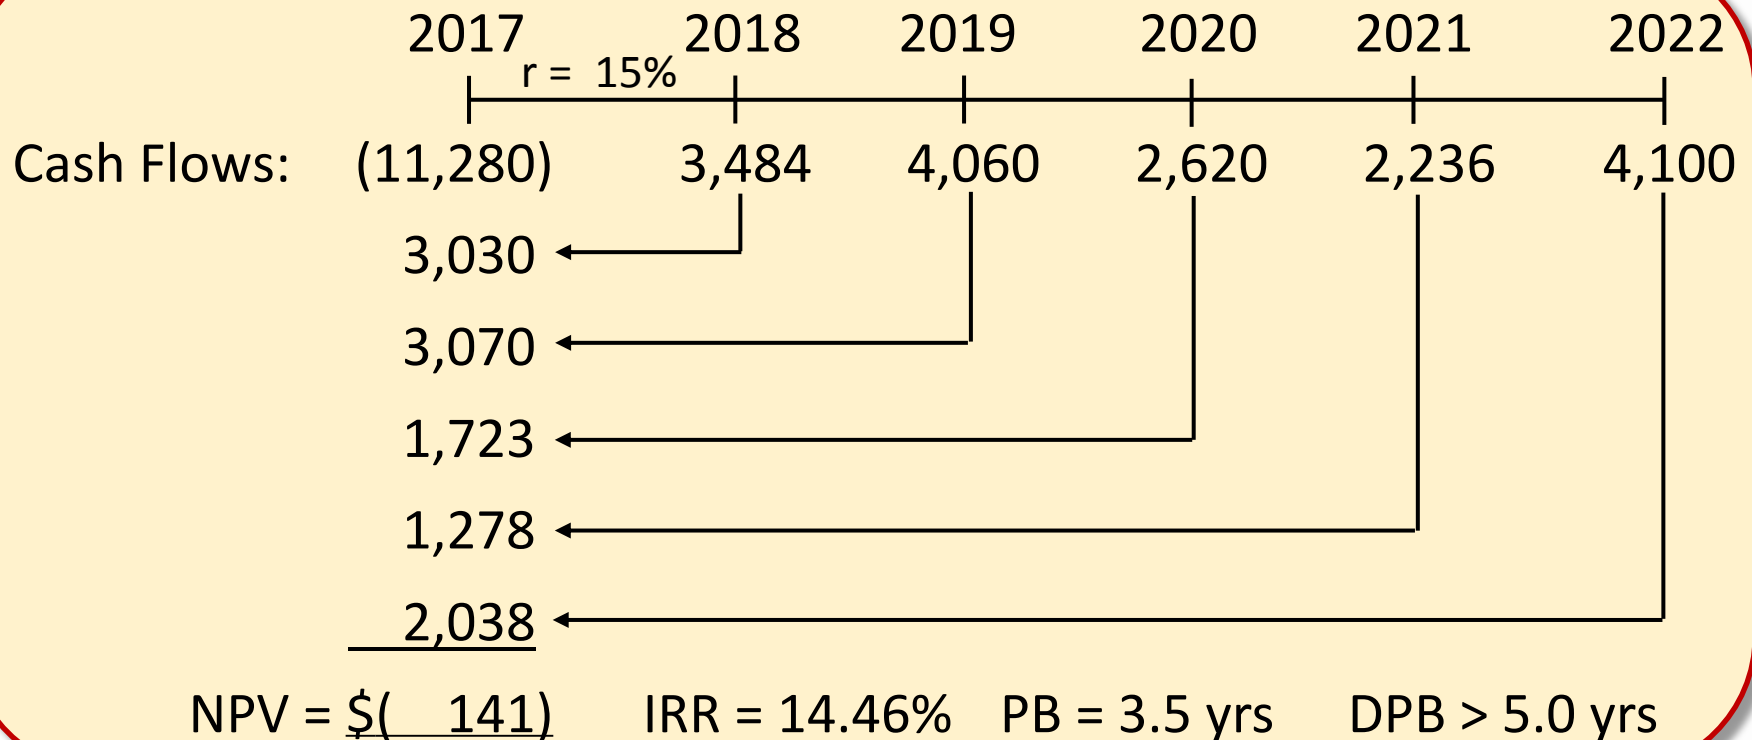 2017 2018 2019 2020 2021 2022
r = 15%
Cash Flows: (11,280) 3,484 4,060 2,620 2,236 4,100
3,030
3,070
1,723
1,278
2,038
NPV = $( 141) IRR = 14.46% PB = 3.5 yrs DPB > 5.0 yrs